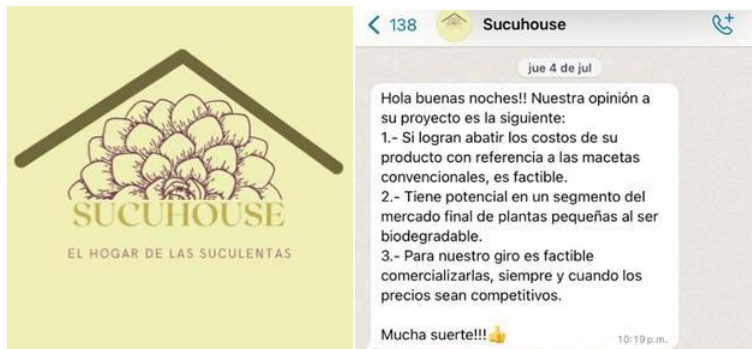 SUCUHOUSE
EL HOGAR DE LAS SUCULENTAS
138
Sucuhouse
jue 4 de jul
Hola buenas noches!! Nuestra opinión a
su proyecto es la siguiente:
1.- Si logran abatir los costos de su
producto con referencia a las macetas
convencionales, es factible.
2.- Tiene potencial en un segmento del
mercado final de plantas pequeñas al ser
biodegradable.
3.- Para nuestro giro es factible
comercializarlas, siempre y cuando los
precios sean competitivos.
Mucha suerte!!!👍
10:19 p.m.